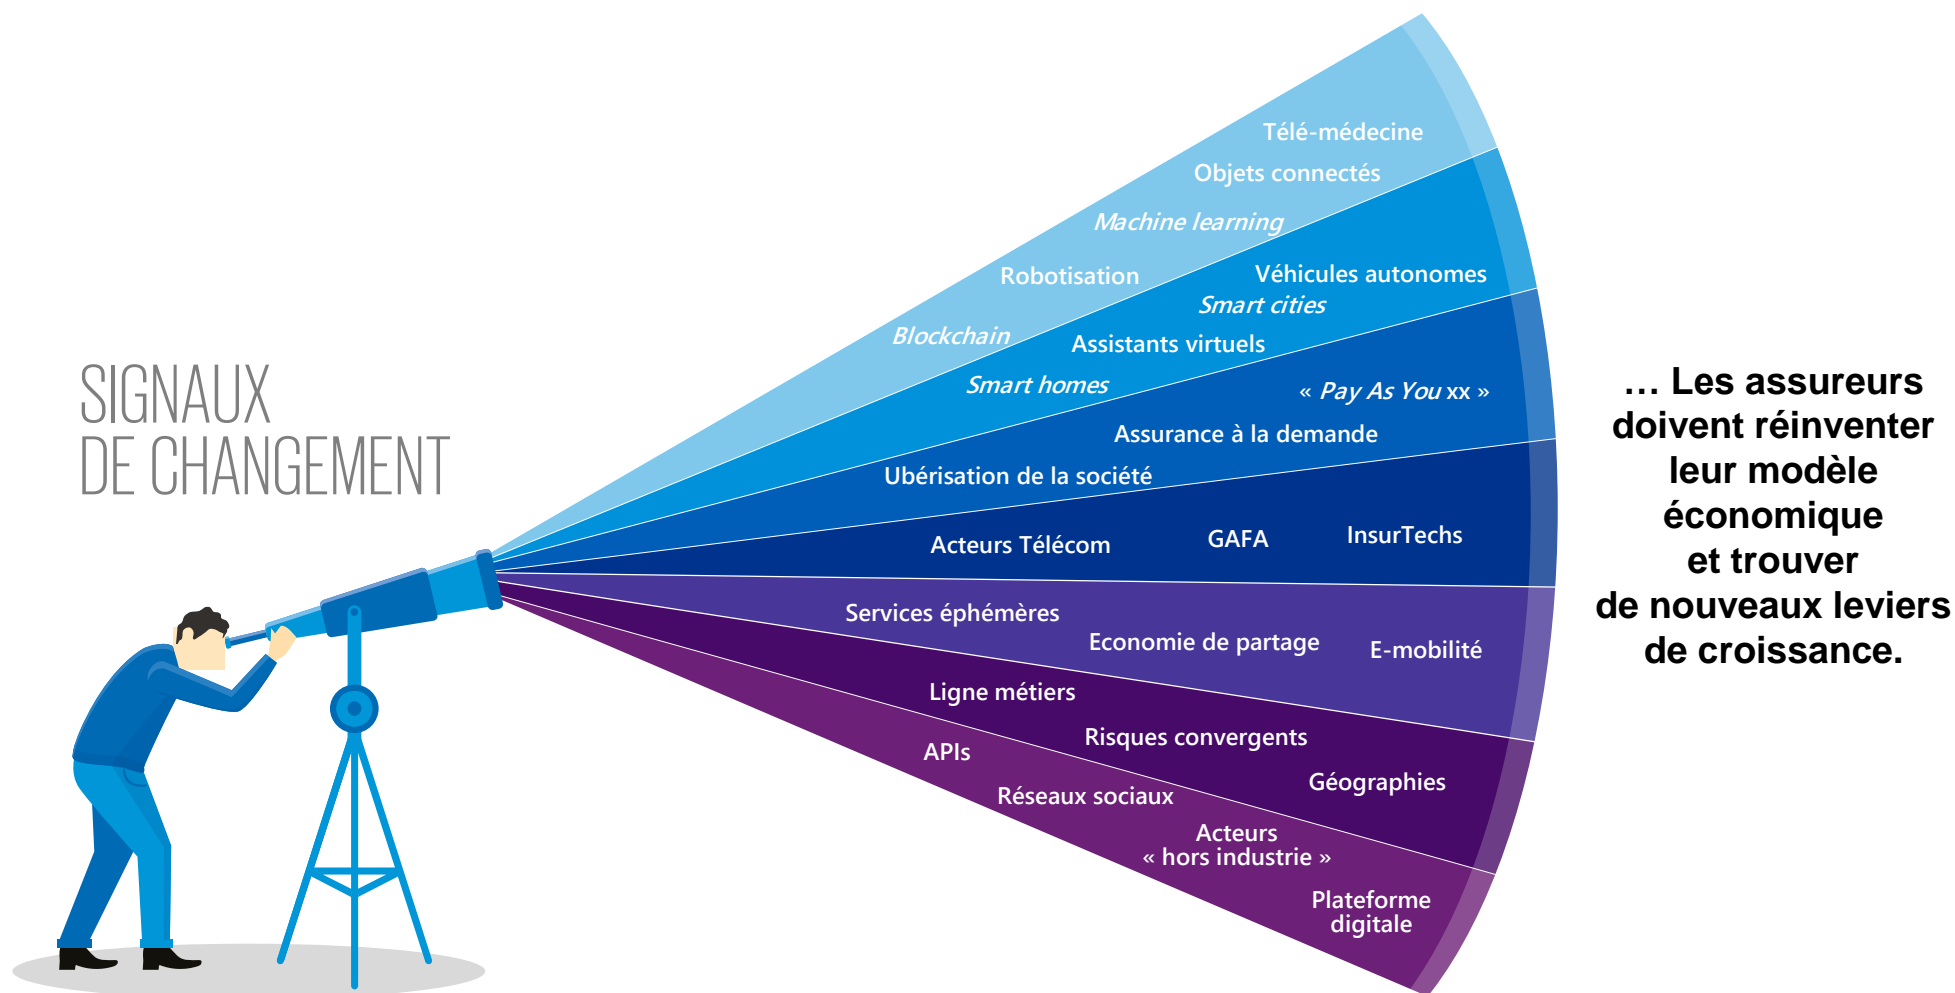 SIGNAUX
DE CHANGEMENT
Télé-médecine
Objets connectés
Machine learning
Robotisation
Blockchain
Véhicules autonomes
Smart cities
Assistants virtuels
Smart homes
« Pay As You xx »
Assurance à la demande
Ubérisation de la société
Acteurs Télécom
GAFA
InsurTechs
Services éphémères
Economie de partage
E-mobilité
Ligne métiers
Risques convergents
Géographies
APIs
Réseaux sociaux
Acteurs
« hors industrie »
Plateforme
digitale
… Les assureurs
doivent réinventer
leur modèle
économique
et trouver
de nouveaux leviers
de croissance.